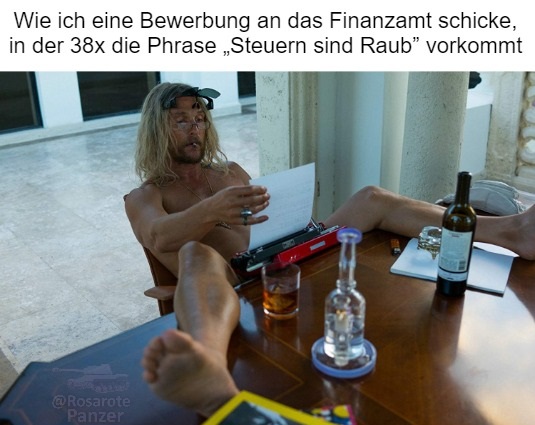 Wie ich eine Bewerbung an das Finanzamt schicke,
in der 38x die Phrase „Steuern sind Raub” vorkommt
@Rosarote
Panzer